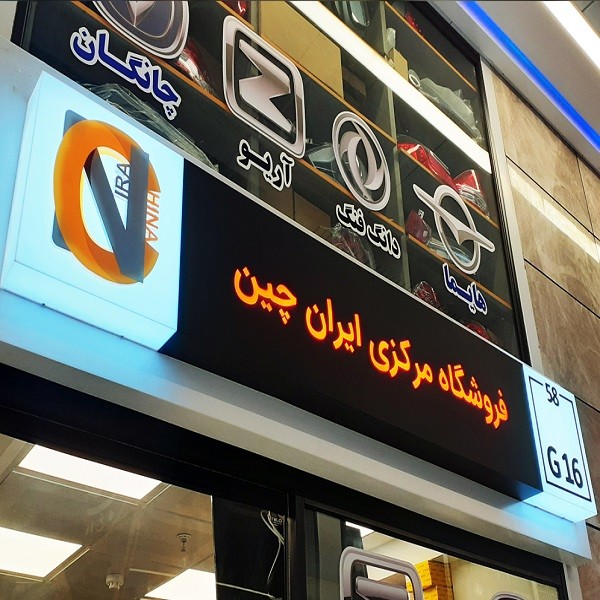 چانگان
آریو
دانگ فنگ
هایما
IRAN
CHINA
فروشگاه مرکزی ایران چین
58
G16